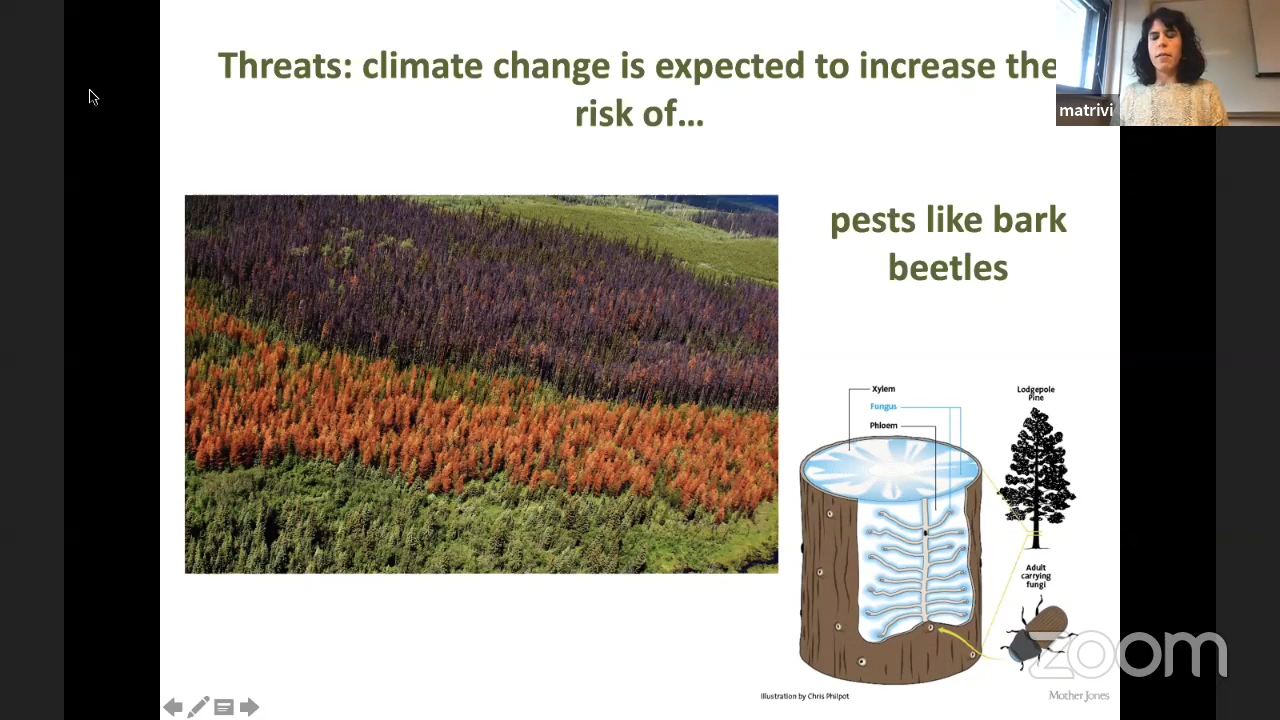 Threats: climate change is expected to increase the
risk of...
matrivi
pests like bark
beetles
Xylem
Fungus
Phloem
Lodgepole
Pine
Adult
carrying
fungi
zoom
Illustration by Chris Philpot
Mother Jones